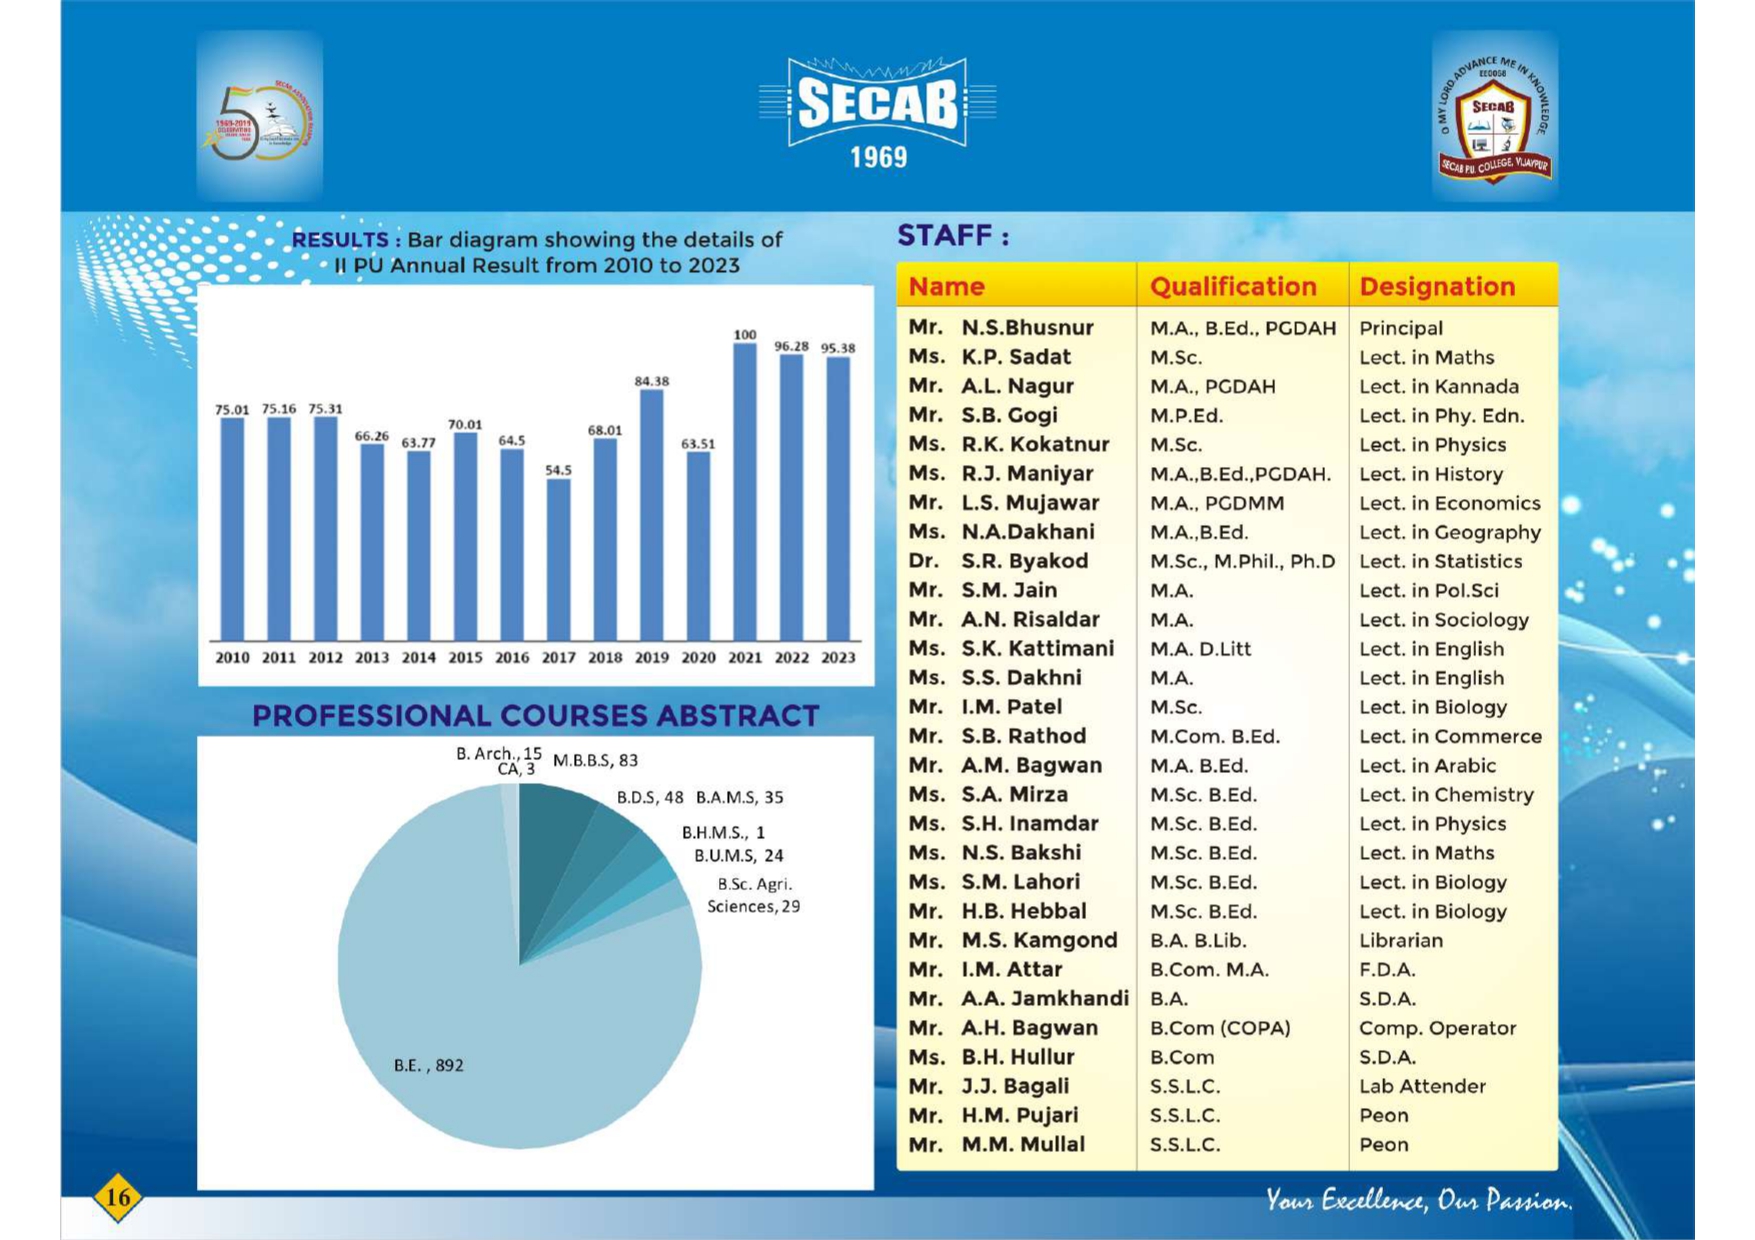 1969-2019
SECAB
1969
O MY LORD ADVANCE ME IN KNOWLEDGE
EE0058
SECAB
SECAB P.U. COLLEGE, VIJAYPUR
RESULTS : Bar diagram showing the details of
II PU Annual Result from 2010 to 2023
75.01 75.16 75.31 66.26 63.77 70.01 64.5 54.5 68.01 84.38 63.51 100 96.28 95.38
2010 2011 2012 2013 2014 2015 2016 2017 2018 2019 2020 2021 2022 2023
PROFESSIONAL COURSES ABSTRACT
B. Arch., 15
CA, 3
M.B.B.S, 83
B.D.S, 48 B.A.M.S, 35
B.H.M.S., 1
B.U.M.S, 24
B.Sc. Agri.
Sciences, 29
B.E. , 892
STAFF :
Name Qualification Designation
Mr. N.S.Bhusnur M.A., B.Ed., PGDAH Principal
Ms. K.P. Sadat M.Sc. Lect. in Maths
Mr. A.L. Nagur M.A., PGDAH Lect. in Kannada
Mr. S.B. Gogi M.P.Ed. Lect. in Phy. Edn.
Ms. R.K. Kokatnur M.Sc. Lect. in Physics
Ms. R.J. Maniyar M.A.,B.Ed.,PGDAH. Lect. in History
Mr. L.S. Mujawar M.A., PGDMM Lect. in Economics
Ms. N.A.Dakhani M.A.,B.Ed. Lect. in Geography
Dr. S.R. Byakod M.Sc., M.Phil., Ph.D Lect. in Statistics
Mr. S.M. Jain M.A. Lect. in Pol.Sci
Mr. A.N. Risaldar M.A. Lect. in Sociology
Ms. S.K. Kattimani M.A. D.Litt Lect. in English
Ms. S.S. Dakhni M.A. Lect. in English
Mr. I.M. Patel M.Sc. Lect. in Biology
Mr. S.B. Rathod M.Com. B.Ed. Lect. in Commerce
Mr. A.M. Bagwan M.A. B.Ed. Lect. in Arabic
Ms. S.A. Mirza M.Sc. B.Ed. Lect. in Chemistry
Ms. S.H. Inamdar M.Sc. B.Ed. Lect. in Physics
Ms. N.S. Bakshi M.Sc. B.Ed. Lect. in Maths
Ms. S.M. Lahori M.Sc. B.Ed. Lect. in Biology
Mr. H.B. Hebbal M.Sc. B.Ed. Lect. in Biology
Mr. M.S. Kamgond B.A. B.Lib. Librarian
Mr. I.M. Attar B.Com. M.A. F.D.A.
Mr. A.A. Jamkhandi B.A. S.D.A.
Mr. A.H. Bagwan B.Com (COPA) Comp. Operator
Ms. B.H. Hullur B.Com S.D.A.
Mr. J.J. Bagali S.S.L.C. Lab Attender
Mr. H.M. Pujari S.S.L.C. Peon
Mr. M.M. Mullal S.S.L.C. Peon
16
Your Excellence, Our Passion.